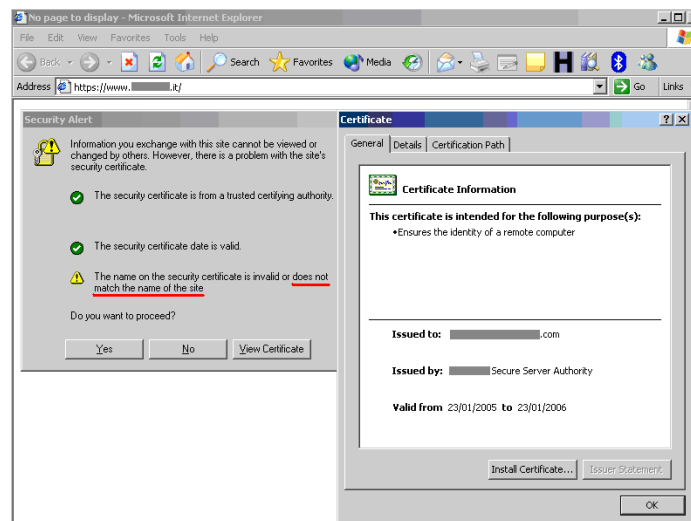 No page to display - Microsoft Internet Explorer
File Edit View Favorites Tools Help
Back Search Favorites Media H
Address https://www. .it/ Go Links
Security Alert
Information you exchange with this site cannot be viewed or
changed by others. However, there is a problem with the site's
security certificate.
The security certificate is from a trusted certifying authority.
The security certificate date is valid.
The name on the security certificate is invalid or does not
match the name of the site
Do you want to proceed?
Yes No View Certificate
Certificate
General Details Certification Path
Certificate Information
This certificate is intended for the following purpose(s):
•Ensures the identity of a remote computer
Issued to: .com
Issued by: Secure Server Authority
Valid from 23/01/2005 to 23/01/2006
Install Certificate... Issuer Statement
OK